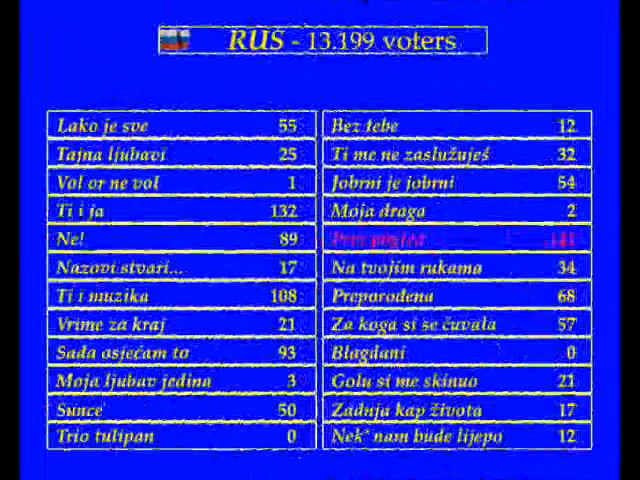 RUS - 13.199 voters
Lako je sve 55
Tajna ljubavi 25
Vol or ne vol 1
Ti i ja 132
Ne! 89
Nazovi stvari... 17
Ti i muzika 108
Vrime za kraj 21
Sada osjećam to 93
Moja ljubav jedina 3
Sunce 50
Trio tulipan 0
Bez tebe 12
Ti me ne zaslužuješ 32
Jobrni je jobrni 54
Moja draga 2
Na tvojim rukama 34
Preporođena 68
Za koga si se čuvala 57
Blagdani 0
Golu si me skinuo 21
Zadnja kap života 17
Nek' nam bude lijepo 12